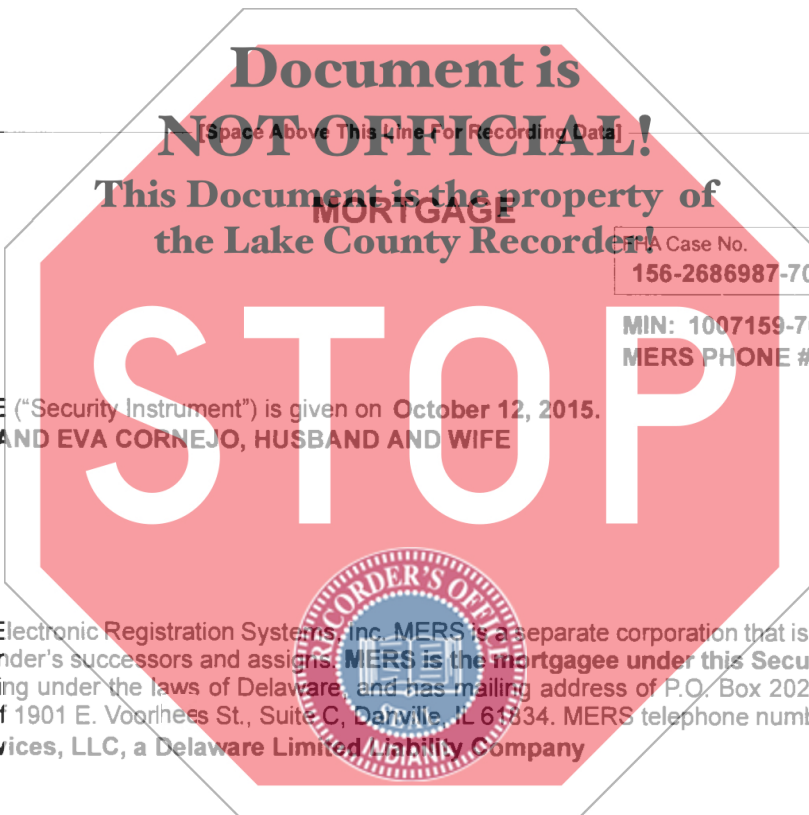 Document is
[Space Above This Line For Recording Data]
NOT OFFICIAL!
This Document is the property of
MORTGAGE
the Lake County Recorder!
FHA Case No.
156-2686987-70
MIN: 1007159-7
MERS PHONE #
STOP
("Security Instrument") is given on October 12, 2015.
AND EVA CORNEJO, HUSBAND AND WIFE
RECORDER'S OFFICE
Electronic Registration Systems, Inc. MERS is a separate corporation that is
nder's successors and assigns. MERS is the mortgagee under this Secu
ing under the laws of Delaware, and has mailing address of P.O. Box 202
f 1901 E. Voorhees St., Suite C, Danville, IL 61834. MERS telephone numb
vices, LLC, a Delaware Limited Liability Company
SEAL
INDIANA